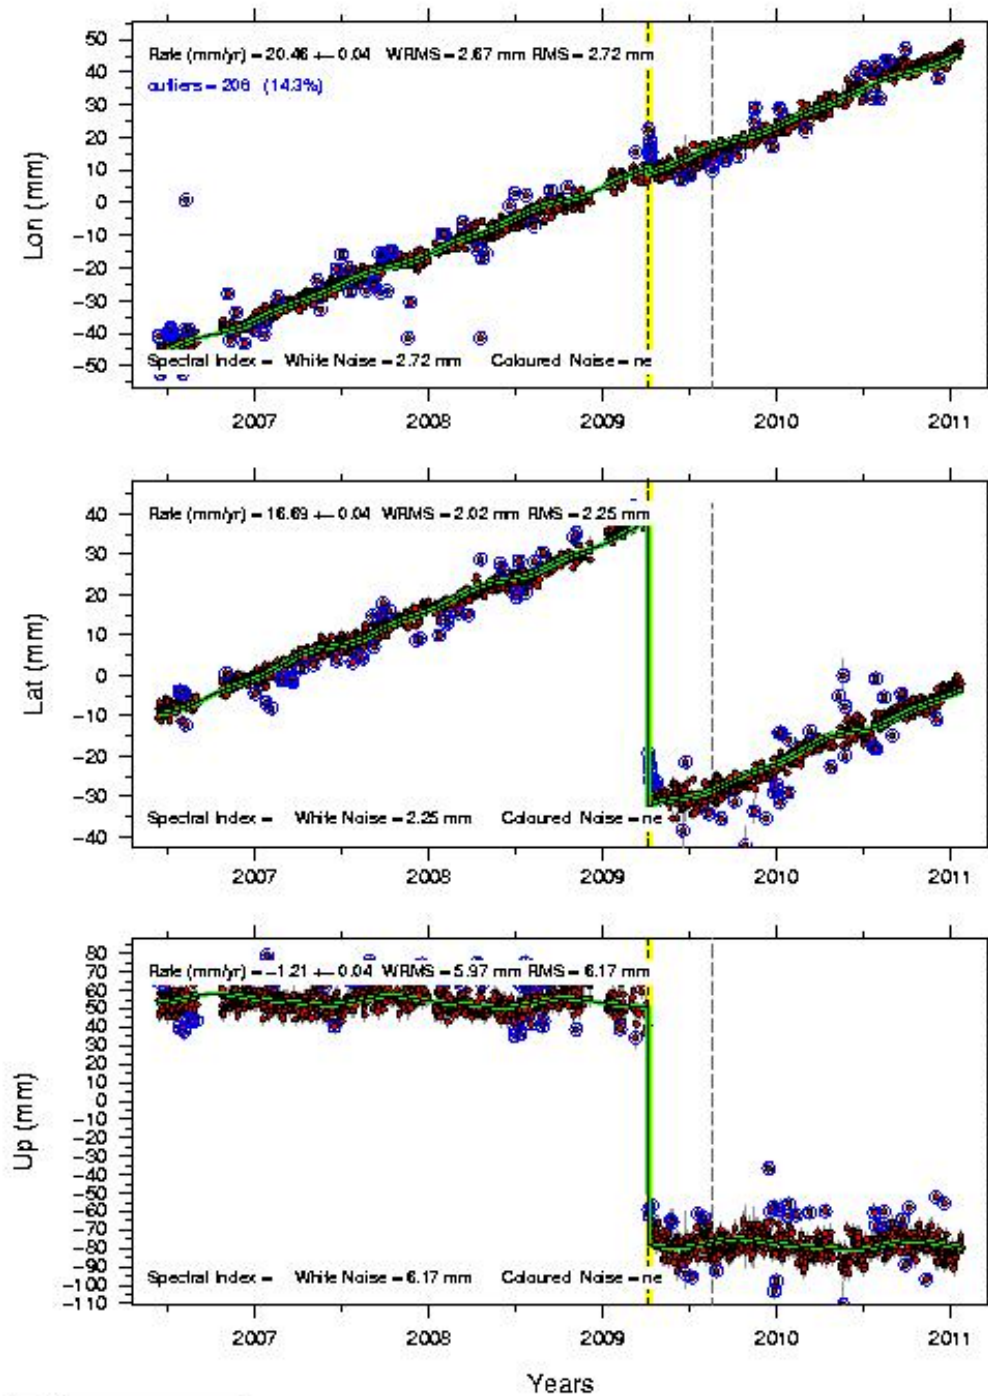 Rate (mm/yr) = 20.46 +- 0.04 WRMS = 2.67 mm RMS = 2.72 mm
outliers = 206 (14.3%)
50
40
30
20
10
0
-10
-20
-30
-40
-50
Lon (mm)
Spectral Index = White Noise = 2.72 mm Coloured Noise = ne
2007 2008 2009 2010 2011
Rate (mm/yr) = 16.69 +- 0.04 WRMS = 2.02 mm RMS = 2.25 mm
40
30
20
10
0
-10
-20
-30
-40
Lat (mm)
Spectral Index = White Noise = 2.25 mm Coloured Noise = ne
2007 2008 2009 2010 2011
Rate (mm/yr) = -1.21 +- 0.04 WRMS = 5.97 mm RMS = 6.17 mm
80
70
60
50
40
30
20
10
0
-10
-20
-30
-40
-50
-60
-70
-80
-90
-100
-110
Up (mm)
Spectral Index = White Noise = 6.17 mm Coloured Noise = ne
2007 2008 2009 2010 2011
Years